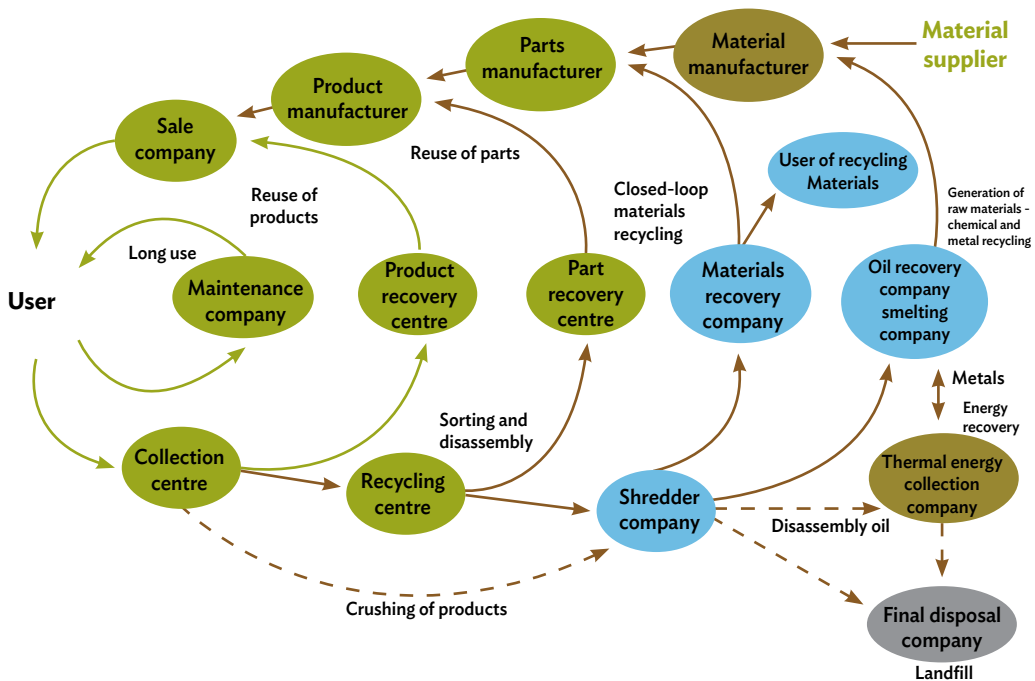 Material
supplier
Parts
manufacturer
Material
manufacturer
Product
manufacturer
Sale
company
Reuse of parts
User of recycling
Materials
Reuse of
products
Closed-loop
materials
recycling
Generation of
raw materials -
chemical and
metal recycling
Long use
User
Maintenance
company
Product
recovery
centre
Part
recovery
centre
Materials
recovery
company
Oil recovery
company
smelting
company
Metals
Energy
recovery
Sorting and
disassembly
Collection
centre
Recycling
centre
Shredder
company
Thermal energy
collection
company
Disassembly oil
Crushing of products
Final disposal
company
Landfill